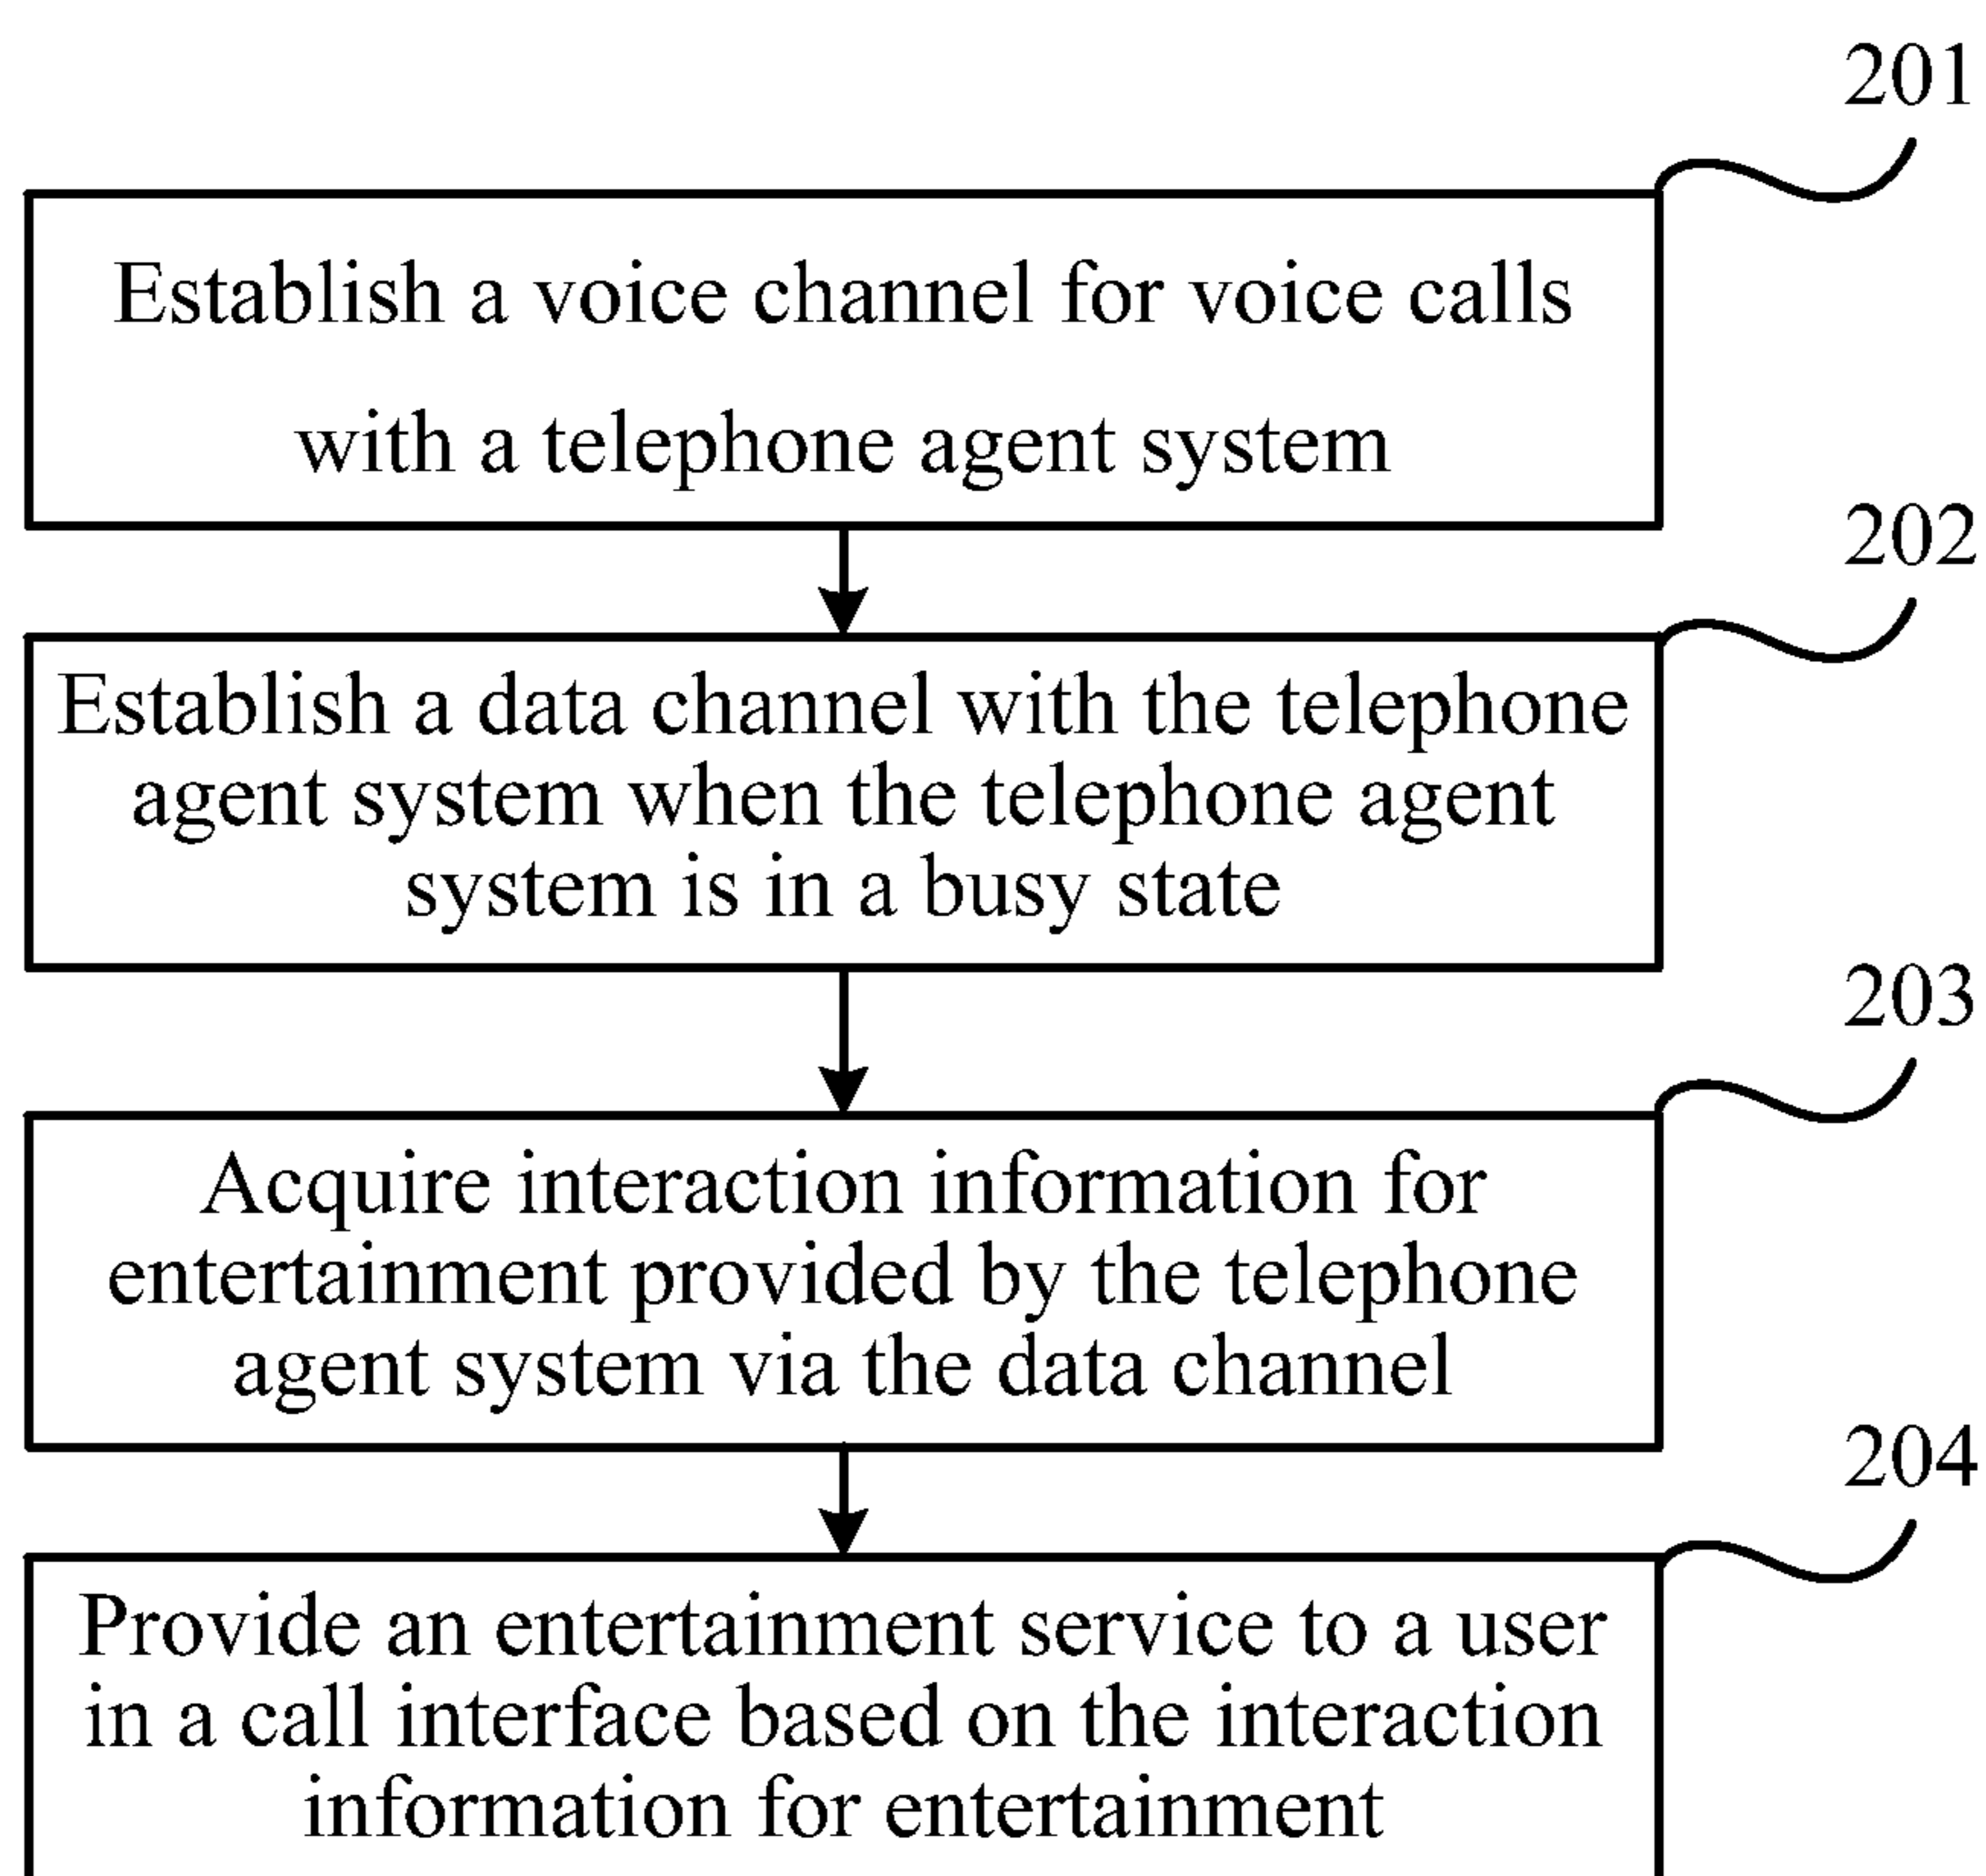 201
Establish a voice channel for voice calls
with a telephone agent system
202
Establish a data channel with the telephone
agent system when the telephone agent
system is in a busy state
203
Acquire interaction information for
entertainment provided by the telephone
agent system via the data channel
204
Provide an entertainment service to a user
in a call interface based on the interaction
information for entertainment